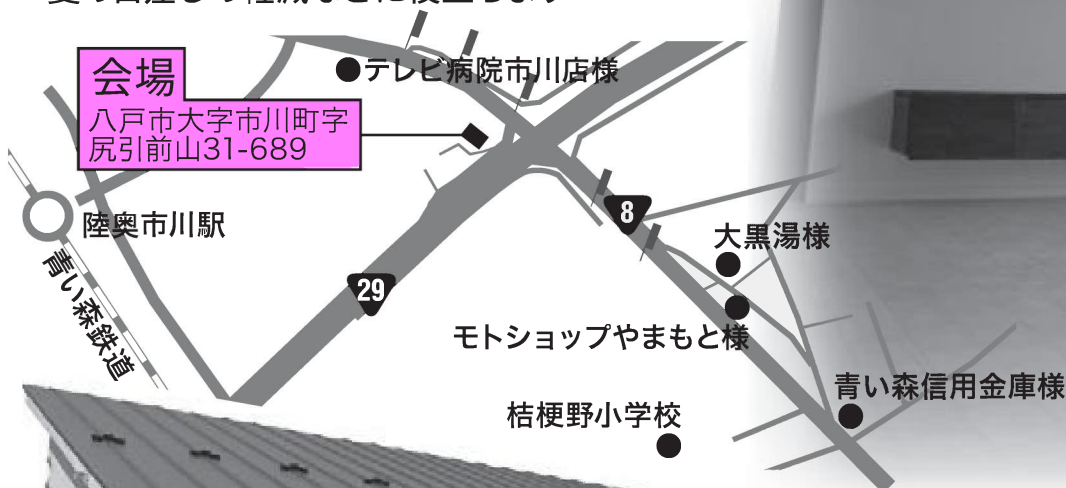 会場
八戸市大字市川町字
尻引前山31-689
●テレビ病院市川店様
陸奥市川駅
青い森鉄道
8
29
大黒湯様
モトショップやまもと様
青い森信用金庫様
桔梗野小学校